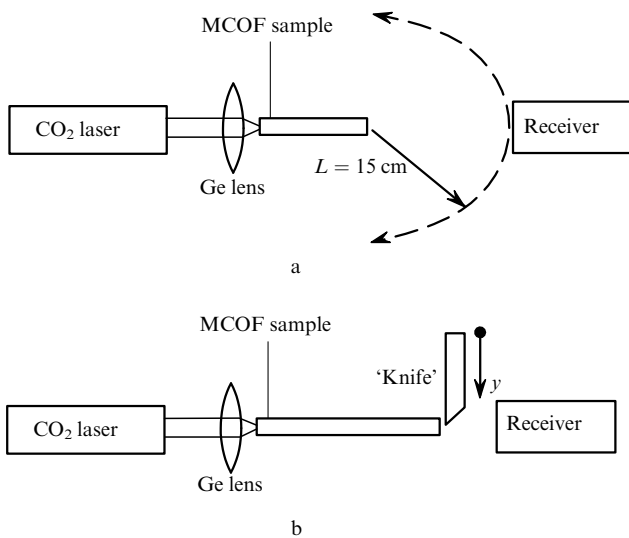 MCOF sample
CO₂ laser
Ge lens
L = 15 cm
Receiver
a
MCOF sample
'Knife'
y
CO₂ laser
Receiver
Ge lens
b